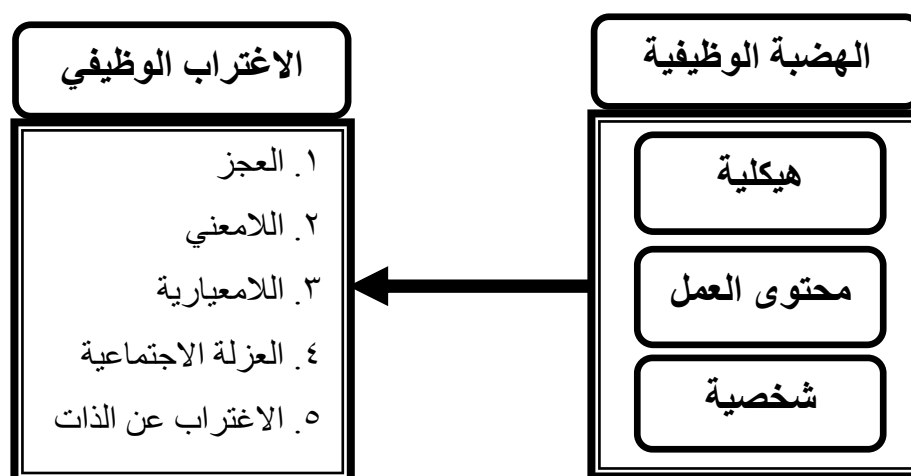 الهضبة الوظيفية
هيكلية
محتوى العمل
شخصية
الاغتراب الوظيفي
١. العجز
٢. اللامعني
٣. اللامعيارية
٤. العزلة الاجتماعية
٥. الاغتراب عن الذات